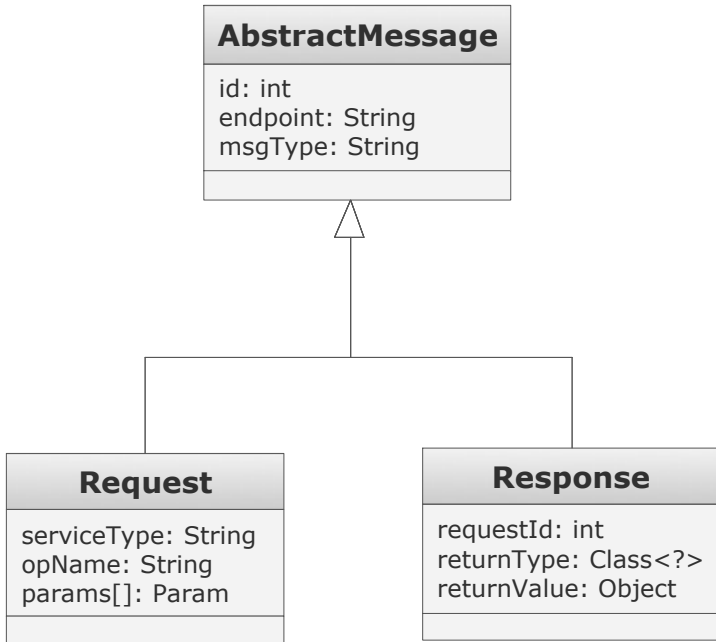 AbstractMessage
id: int
endpoint: String
msgType: String
Request
serviceType: String
opName: String
params[]: Param
Response
requestId: int
returnType: Class<?>
returnValue: Object